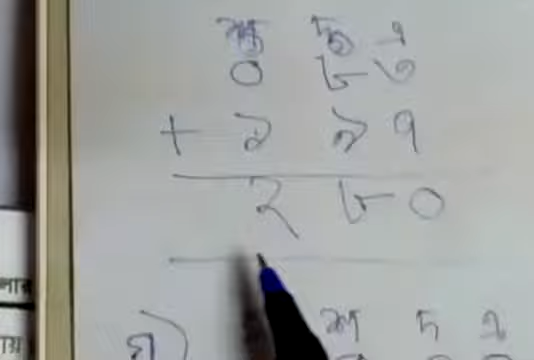 শ দ এ
০ ৮ ৩
+ ১ ৯ ৭
২ ৮ ০
ঘ) শ দ এ